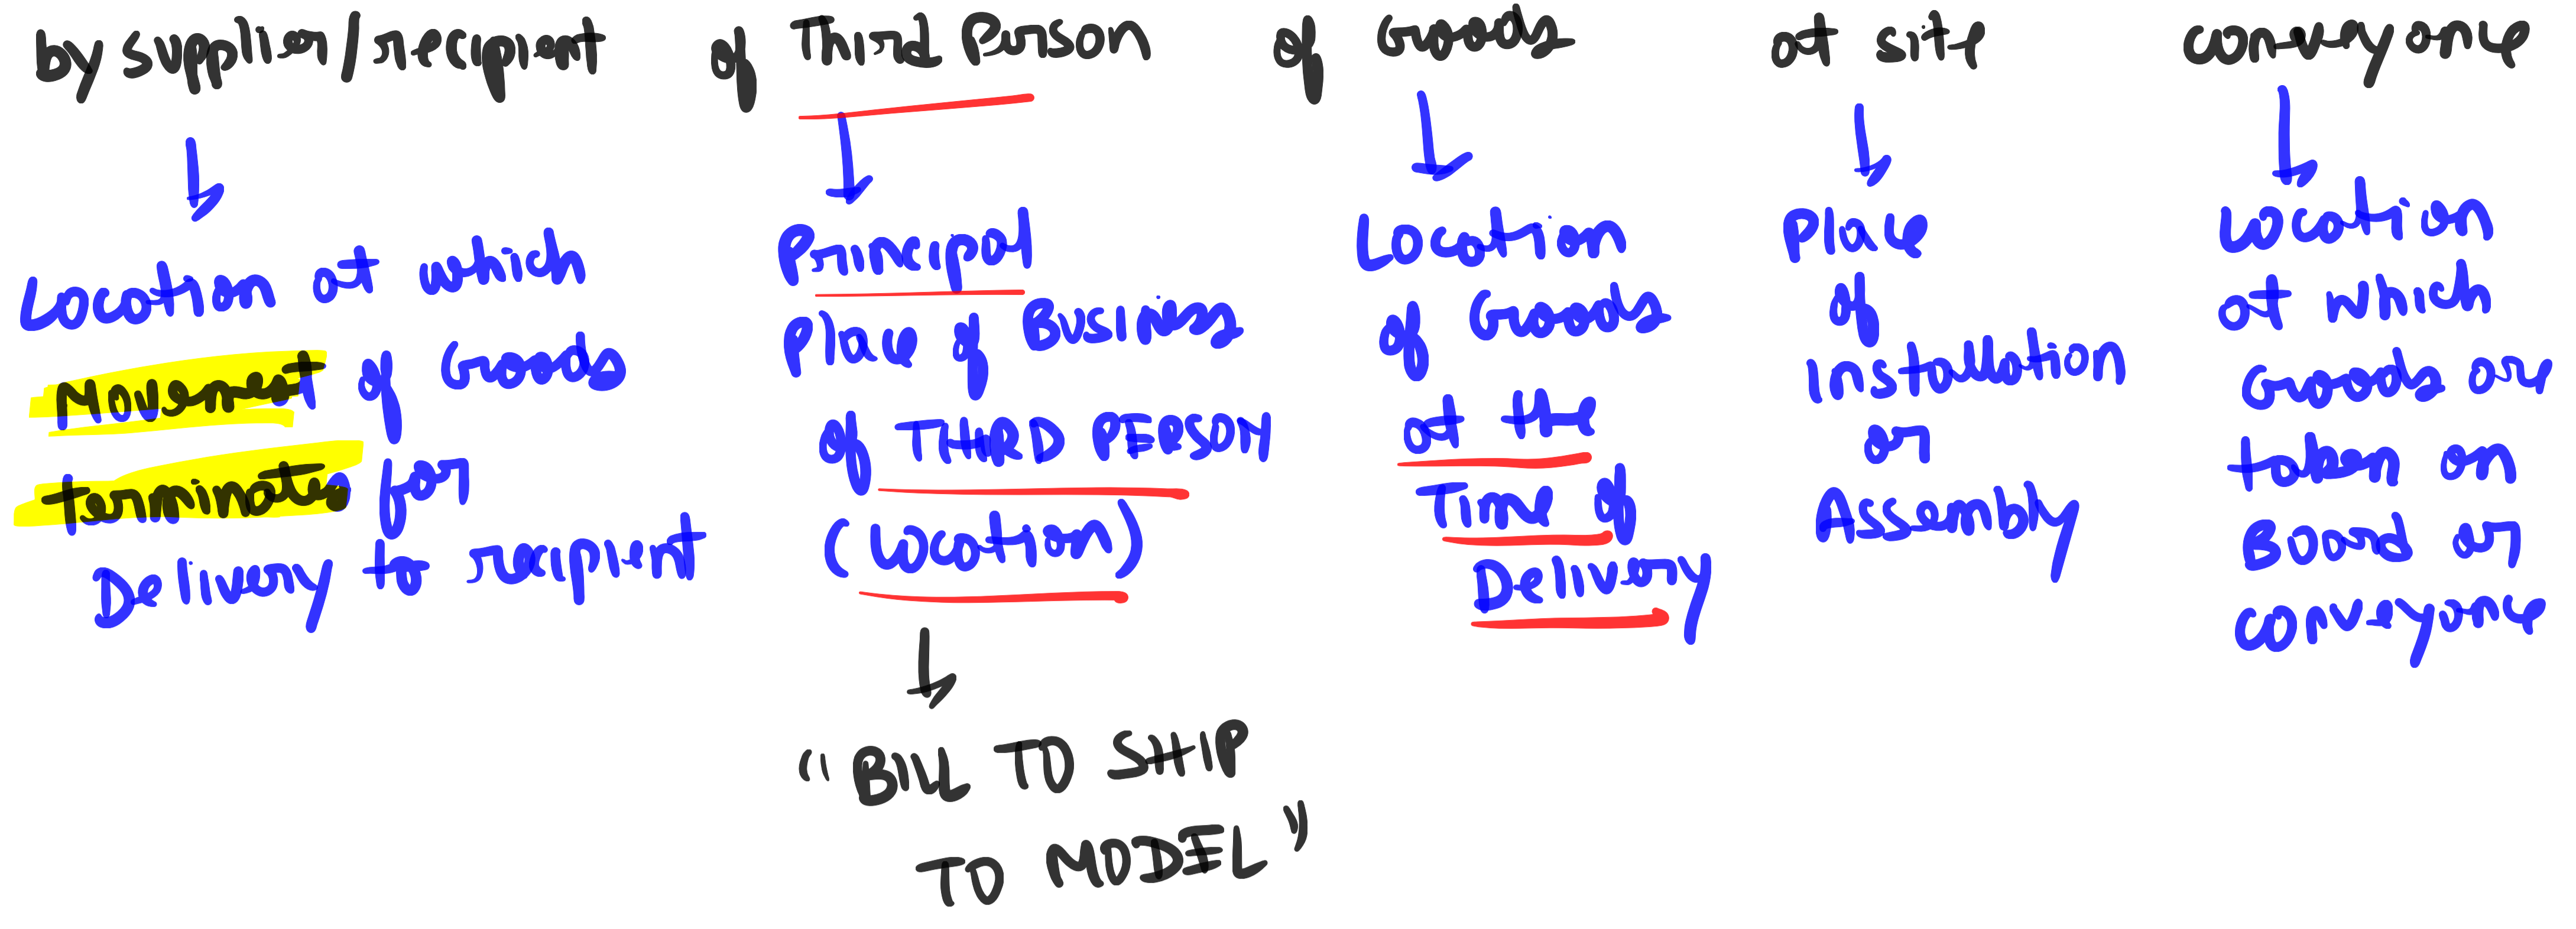 by supplier/recipient
Location at which
Movement of Goods
terminates for
Delivery to recipient
of Third Person
Principal
Place of Business
of THIRD PERSON
(Location)
"BILL TO SHIP
TO MODEL"
of Goods
Location
of Goods
at the
Time of
Delivery
at site
Place
of
installation
or
Assembly
conveyance
Location
at which
Goods are
taken on
Board or
conveyance